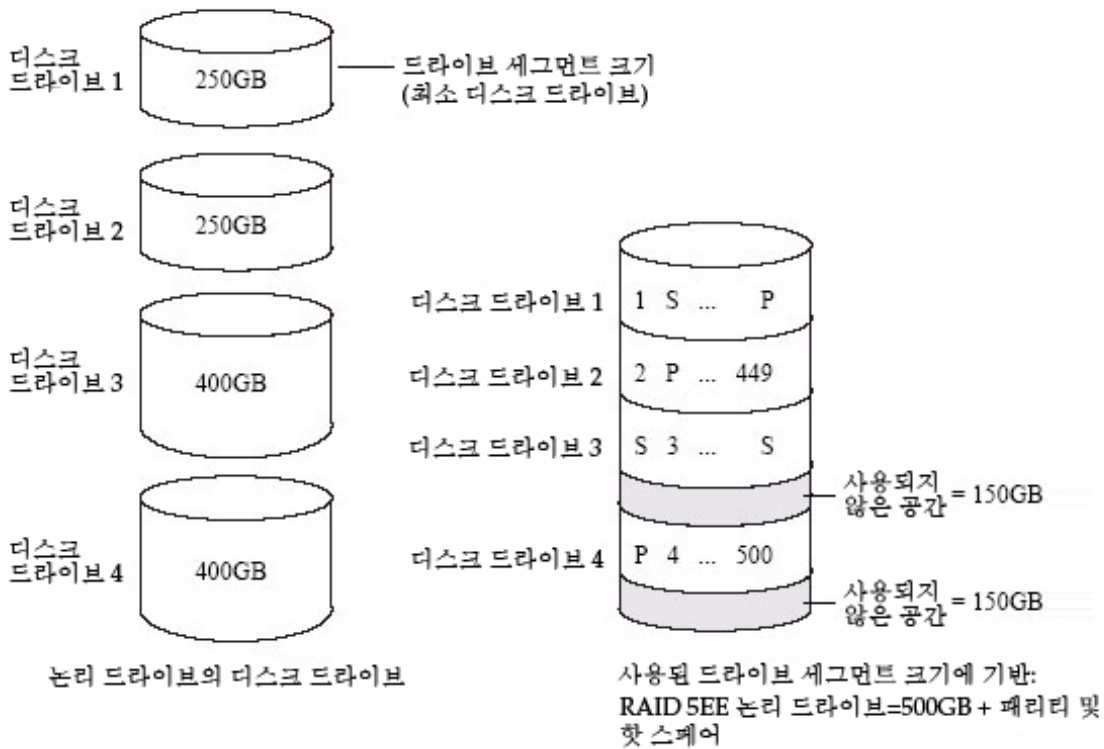 디스크
드라이브 1
250GB
드라이브 세그먼트 크기
(최소 디스크 드라이브)
디스크
드라이브 2
250GB
디스크
드라이브 3
400GB
디스크
드라이브 4
400GB
논리 드라이브의 디스크 드라이브
디스크 드라이브 1
1 S ... P
디스크 드라이브 2
2 P ... 449
디스크 드라이브 3
S 3 ... S
사용되지
않은 공간 = 150GB
디스크 드라이브 4
P 4 ... 500
사용되지
않은 공간 = 150GB
사용된 드라이브 세그먼트 크기에 기반:
RAID 5EE 논리 드라이브=500GB + 패리티 및
핫 스페어